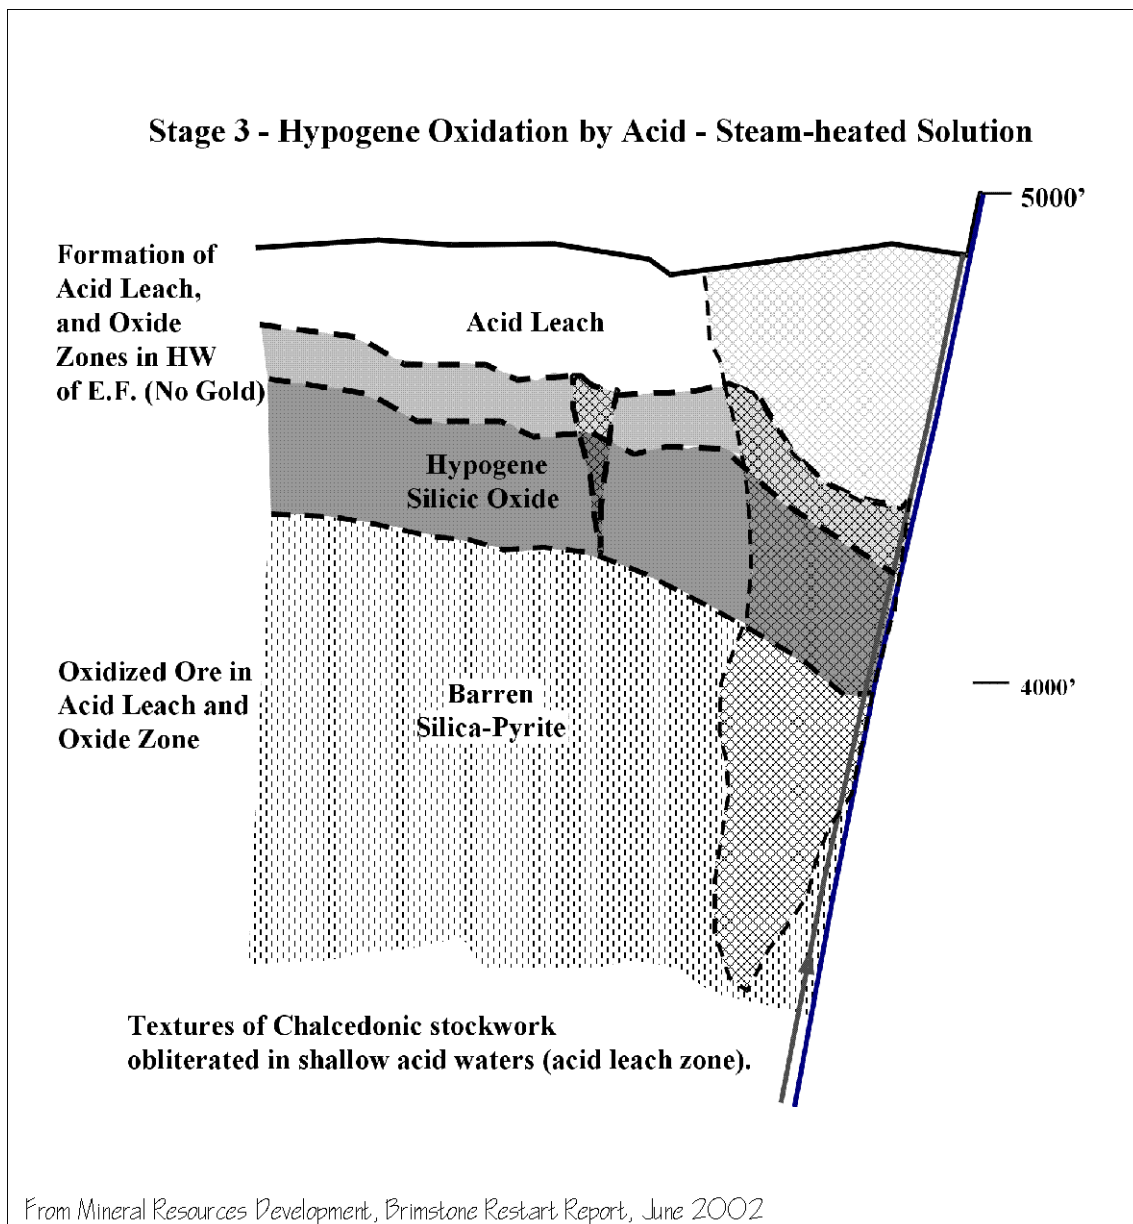 Stage 3 - Hypogene Oxidation by Acid - Steam-heated Solution
5000’
Formation of
Acid Leach,
and Oxide
Zones in HW
of E.F. (No Gold)
Acid Leach
Hypogene
Silicic Oxide
Oxidized Ore in
Acid Leach and
Oxide Zone
Barren
Silica-Pyrite
4000’
Textures of Chalcedonic stockwork
obliterated in shallow acid waters (acid leach zone).
From Mineral Resources Development, Brimstone Restart Report, June 2002